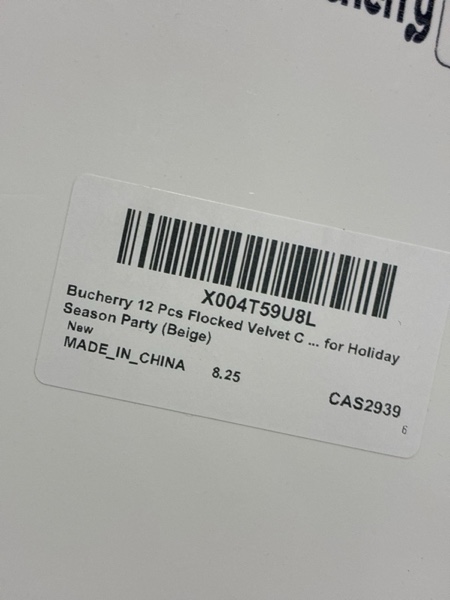 X004T59U8L
Bucherry 12 Pcs Flocked Velvet C ... for Holiday
Season Party (Beige)
New
MADE_IN_CHINA 8.25
CAS2939
6